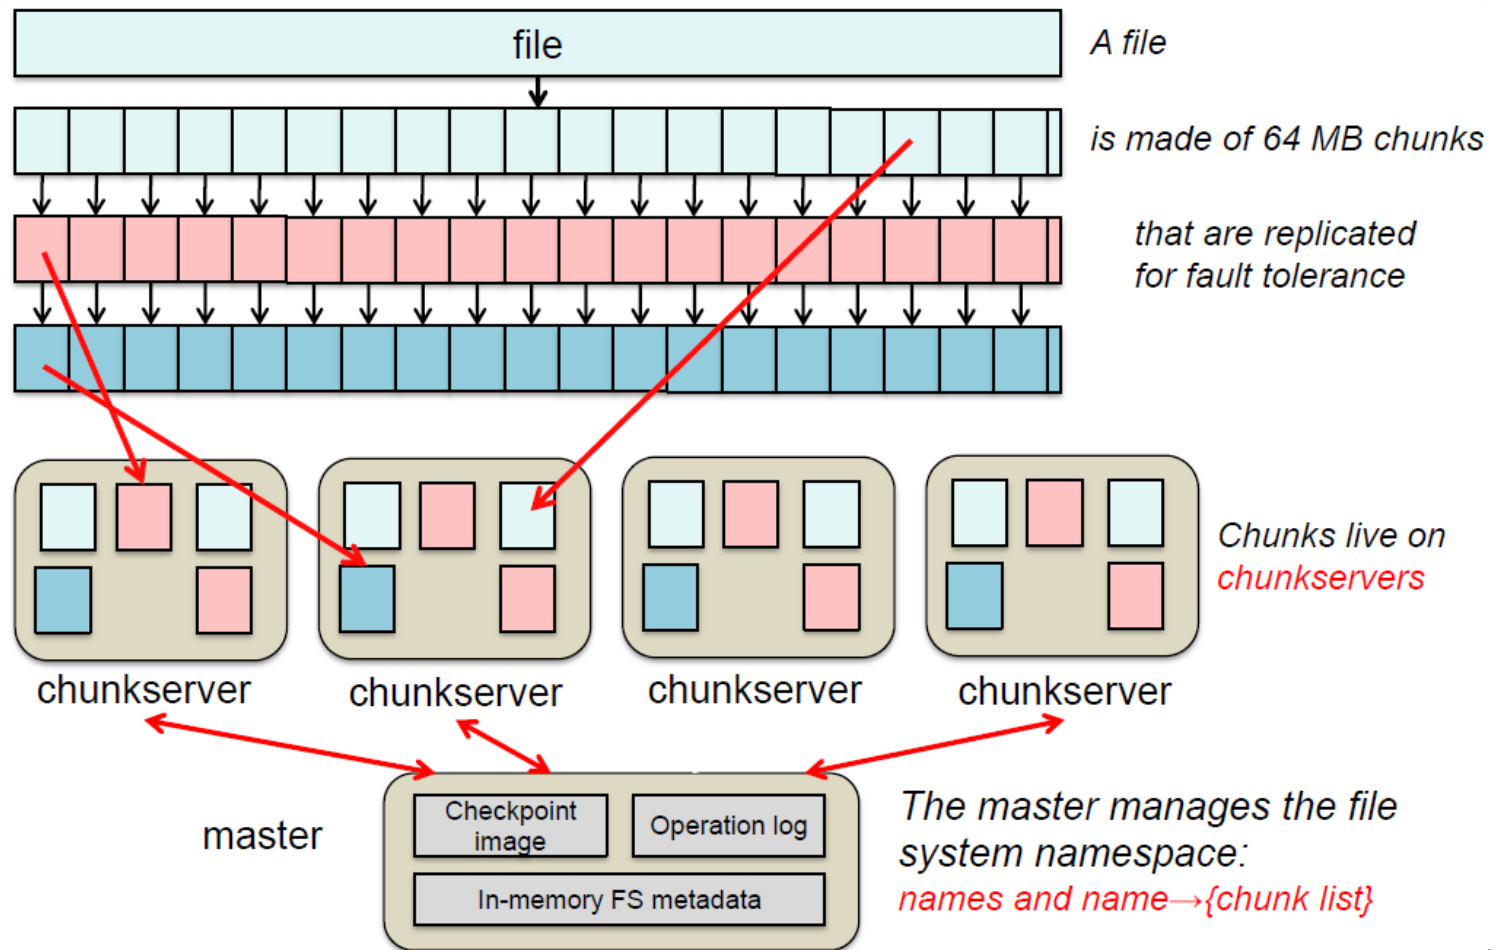 file
A file
is made of 64 MB chunks
that are replicated
for fault tolerance
Chunks live on
chunkservers
chunkserver
chunkserver
chunkserver
chunkserver
master
Checkpoint
image
Operation log
In-memory FS metadata
The master manages the file
system namespace:
names and name→{chunk list}